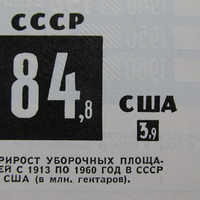 СССР
84,8
США
3,9
РИРОСТ УБОРОЧНЫХ ПЛОЩА-
ЕЙ С 1913 ПО 1960 ГОД В СССР
США (в млн. гектаров)